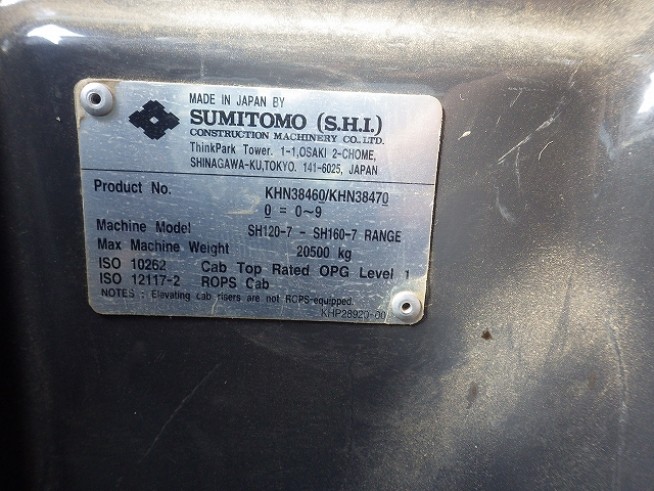 MADE IN JAPAN BY
SUMITOMO (S.H.I.)
CONSTRUCTION MACHINERY CO., LTD.
ThinkPark Tower. 1-1,OSAKI 2-CHOME,
SHINAGAWA-KU,TOKYO. 141-6025, JAPAN
Product No. KHN38460/KHN38470
0 = 0~9
Machine Model SH120-7 - SH160-7 RANGE
Max Machine Weight 20500 kg
ISO 10262 Cab Top Rated OPG Level 1
ISO 12117-2 ROPS Cab
NOTES : Elevating cab risers are not ROPS-equipped.
KHP28920-00